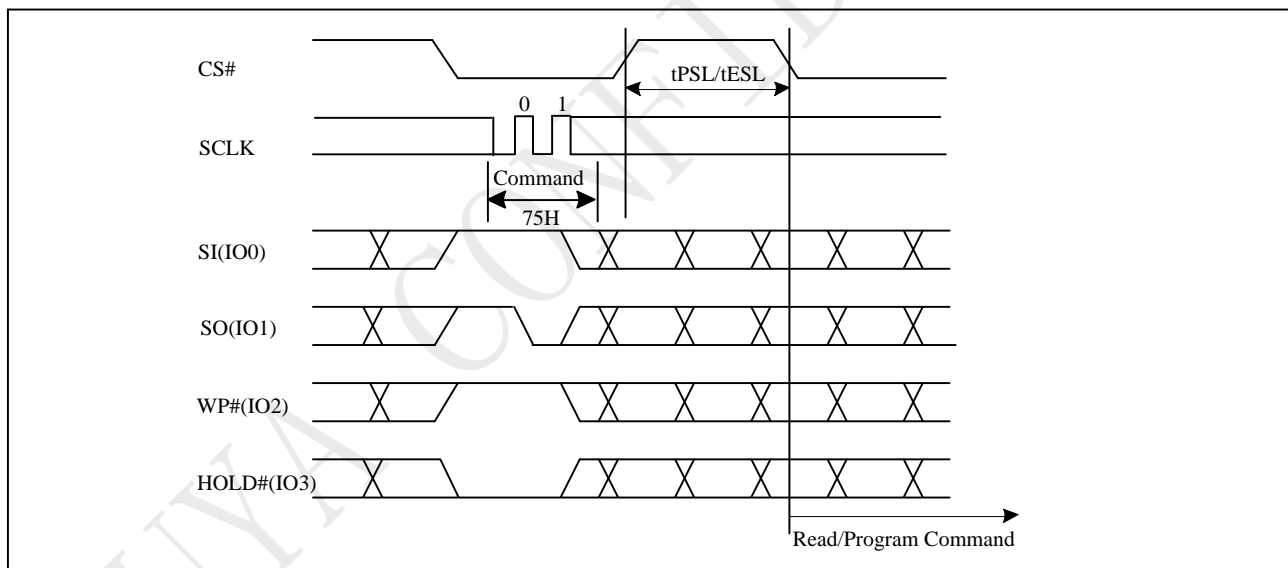 CS#
tPSL/tESL
0 1
SCLK
Command
75H
SI(IO0)
SO(IO1)
WP#(IO2)
HOLD#(IO3)
Read/Program Command